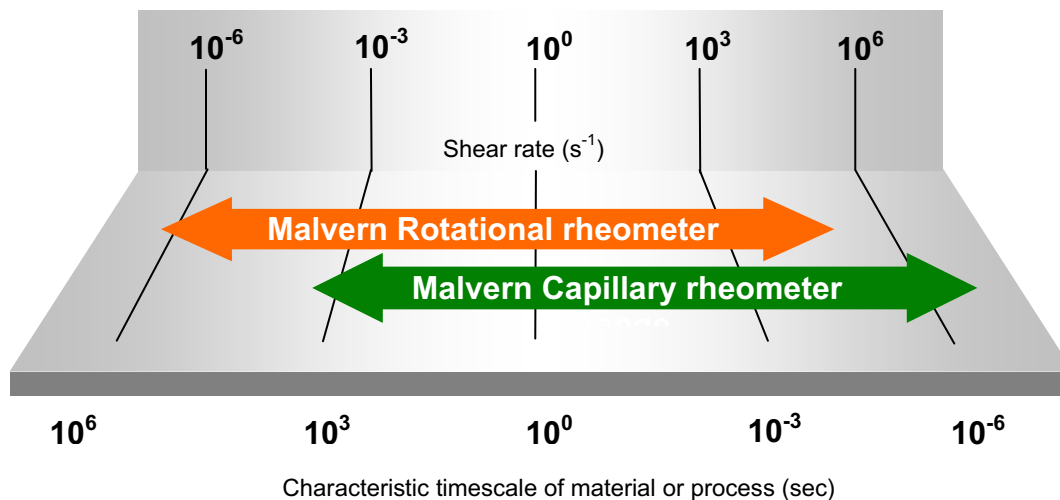 10⁻⁶ 10⁻³ 10⁰ 10³ 10⁶
Shear rate (s⁻¹)
Malvern Rotational rheometer
Malvern Capillary rheometer
10⁶ 10³ 10⁰ 10⁻³ 10⁻⁶
Characteristic timescale of material or process (sec)